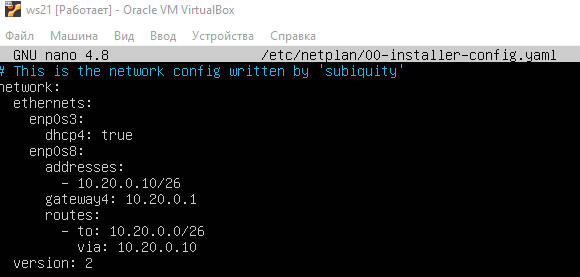 ws21 [Работает] - Oracle VM VirtualBox
Файл Машина Вид Ввод Устройства Справка
GNU nano 4.8 /etc/netplan/00-installer-config.yaml
# This is the network config written by 'subiquity'
network:
  ethernets:
    enp0s3:
      dhcp4: true
    enp0s8:
      addresses:
        - 10.20.0.10/26
      gateway4: 10.20.0.1
      routes:
        - to: 10.20.0.0/26
          via: 10.20.0.10
  version: 2